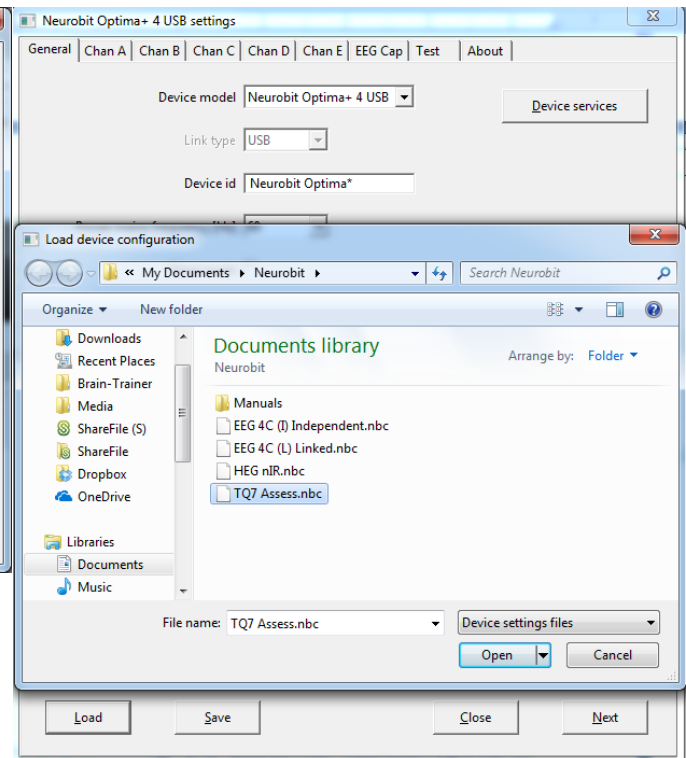 Neurobit Optima+ 4 USB settings
General Chan A Chan B Chan C Chan D Chan E EEG Cap Test About
Device model Neurobit Optima+ 4 USB Device services
Link type USB
Device id Neurobit Optima*
Load device configuration
« My Documents Neurobit Search Neurobit
Organize New folder
Downloads
Recent Places
Brain-Trainer
Media
ShareFile (S)
ShareFile
Dropbox
OneDrive
Libraries
Documents
Music
Documents library
Neurobit
Arrange by: Folder
Manuals
EEG 4C (I) Independent.nbc
EEG 4C (L) Linked.nbc
HEG nIR.nbc
TQ7 Assess.nbc
File name: TQ7 Assess.nbc Device settings files
Open Cancel
Load Save Close Next